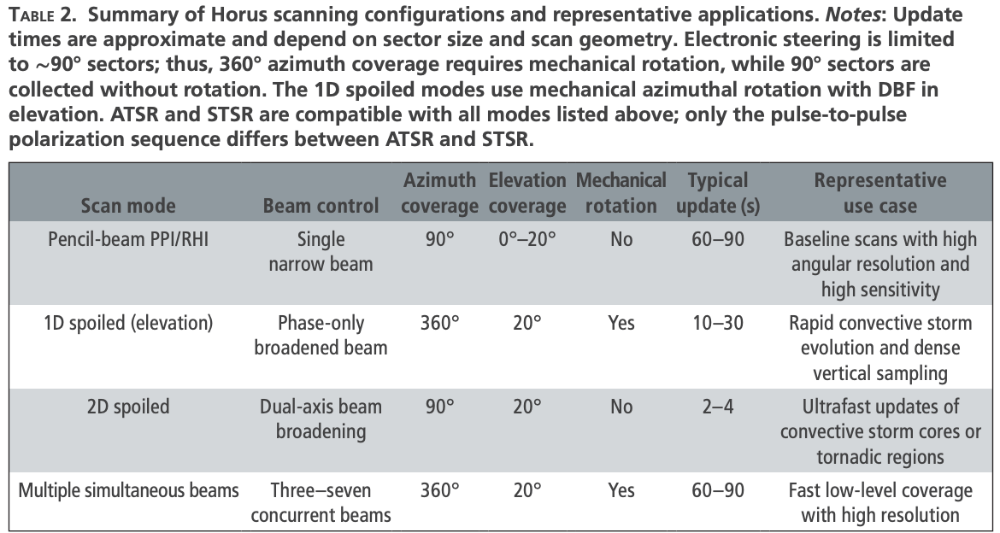 TABLE 2. Summary of Horus scanning configurations and representative applications. Notes: Update
times are approximate and depend on sector size and scan geometry. Electronic steering is limited
to ~90° sectors; thus, 360° azimuth coverage requires mechanical rotation, while 90° sectors are
collected without rotation. The 1D spoiled modes use mechanical azimuthal rotation with DBF in
elevation. ATSR and STSR are compatible with all modes listed above; only the pulse-to-pulse
polarization sequence differs between ATSR and STSR.
Azimuth Elevation Mechanical Typical Representative
Scan mode Beam control coverage coverage rotation update (s) use case
Pencil-beam PPI/RHI Single 90° 0°–20° No 60–90 Baseline scans with high
narrow beam angular resolution and
high sensitivity
1D spoiled (elevation) Phase-only 360° 20° Yes 10–30 Rapid convective storm
broadened beam evolution and dense
vertical sampling
2D spoiled Dual-axis beam 90° 20° No 2–4 Ultrafast updates of
broadening convective storm cores or
tornadic regions
Multiple simultaneous beams Three–seven 360° 20° Yes 60–90 Fast low-level coverage
concurrent beams with high resolution